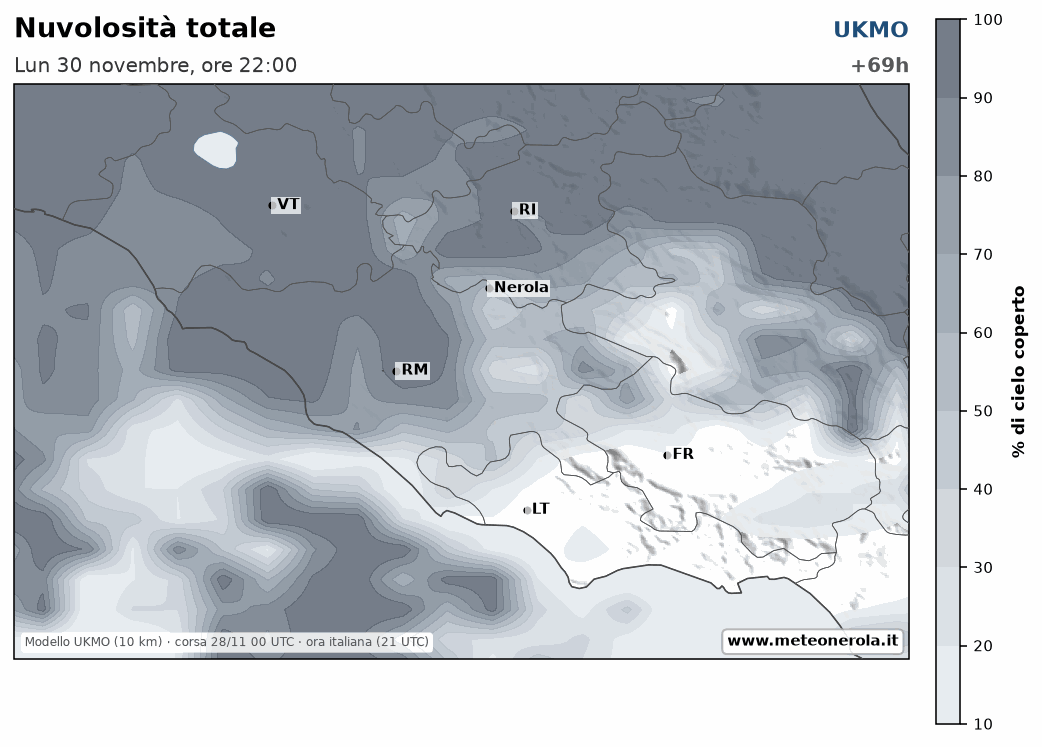 Nuvolosità totale
UKMO
Lun 30 novembre, ore 22:00
+69h
100
90
80
70
60
50
40
30
20
10
% di cielo coperto
VT
RI
Nerola
RM
FR
LT
Modello UKMO (10 km) · corsa 28/11 00 UTC · ora italiana (21 UTC)
www.meteonerola.it